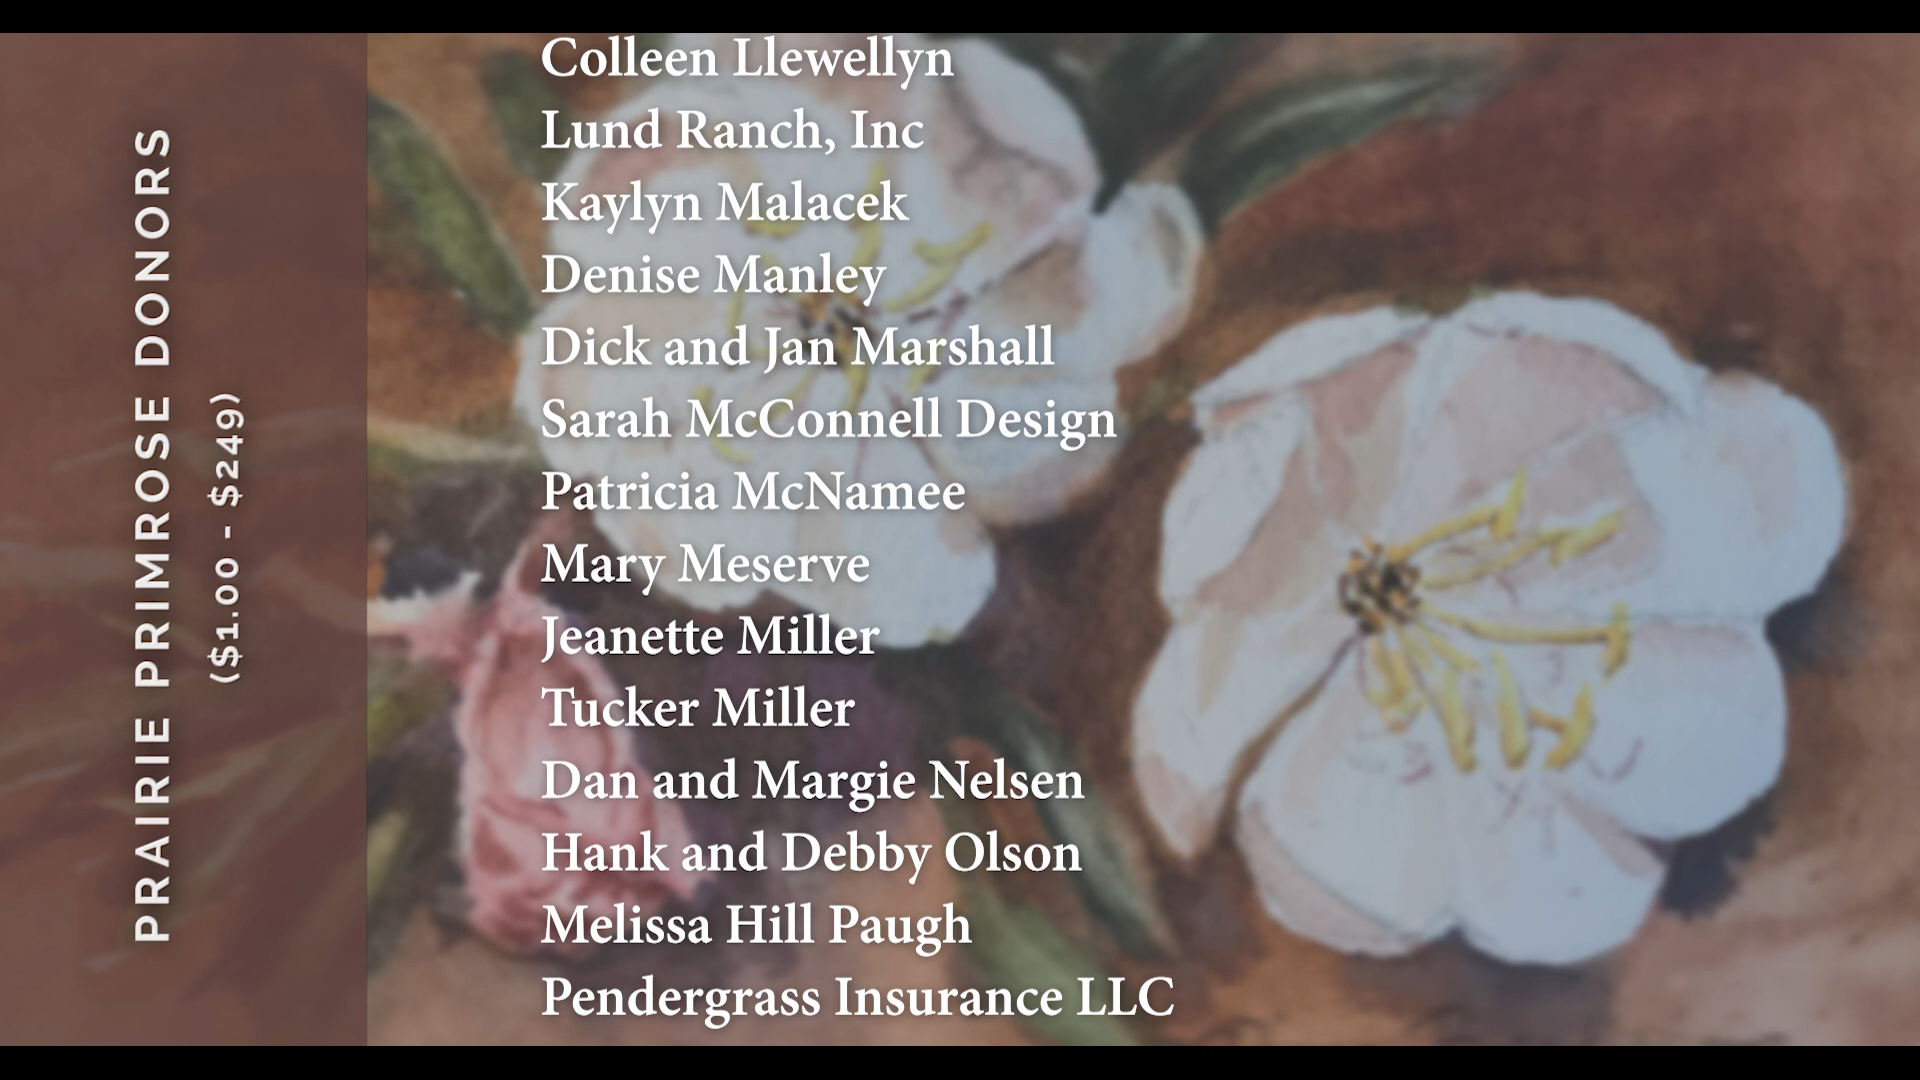 PRAIRIE PRIMROSE DONORS
($1.00 - $249)
Colleen Llewellyn
Lund Ranch, Inc
Kaylyn Malacek
Denise Manley
Dick and Jan Marshall
Sarah McConnell Design
Patricia McNamee
Mary Meserve
Jeanette Miller
Tucker Miller
Dan and Margie Nelsen
Hank and Debby Olson
Melissa Hill Paugh
Pendergrass Insurance LLC